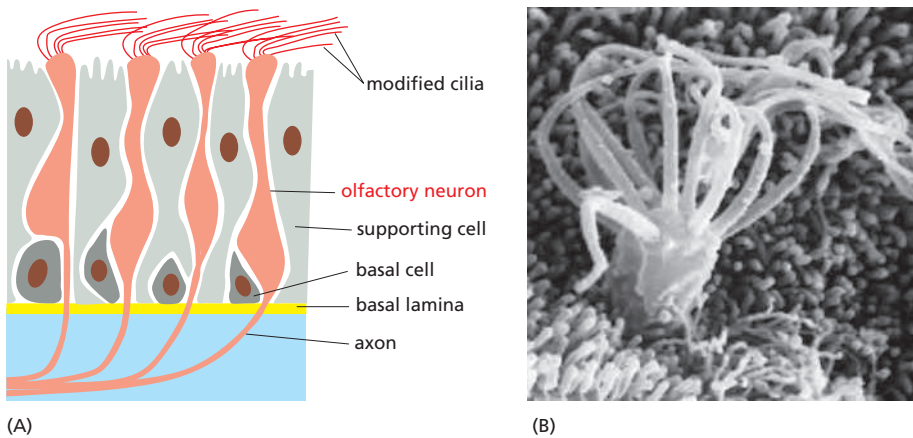 modified cilia
olfactory neuron
supporting cell
basal cell
basal lamina
axon
(A)
(B)